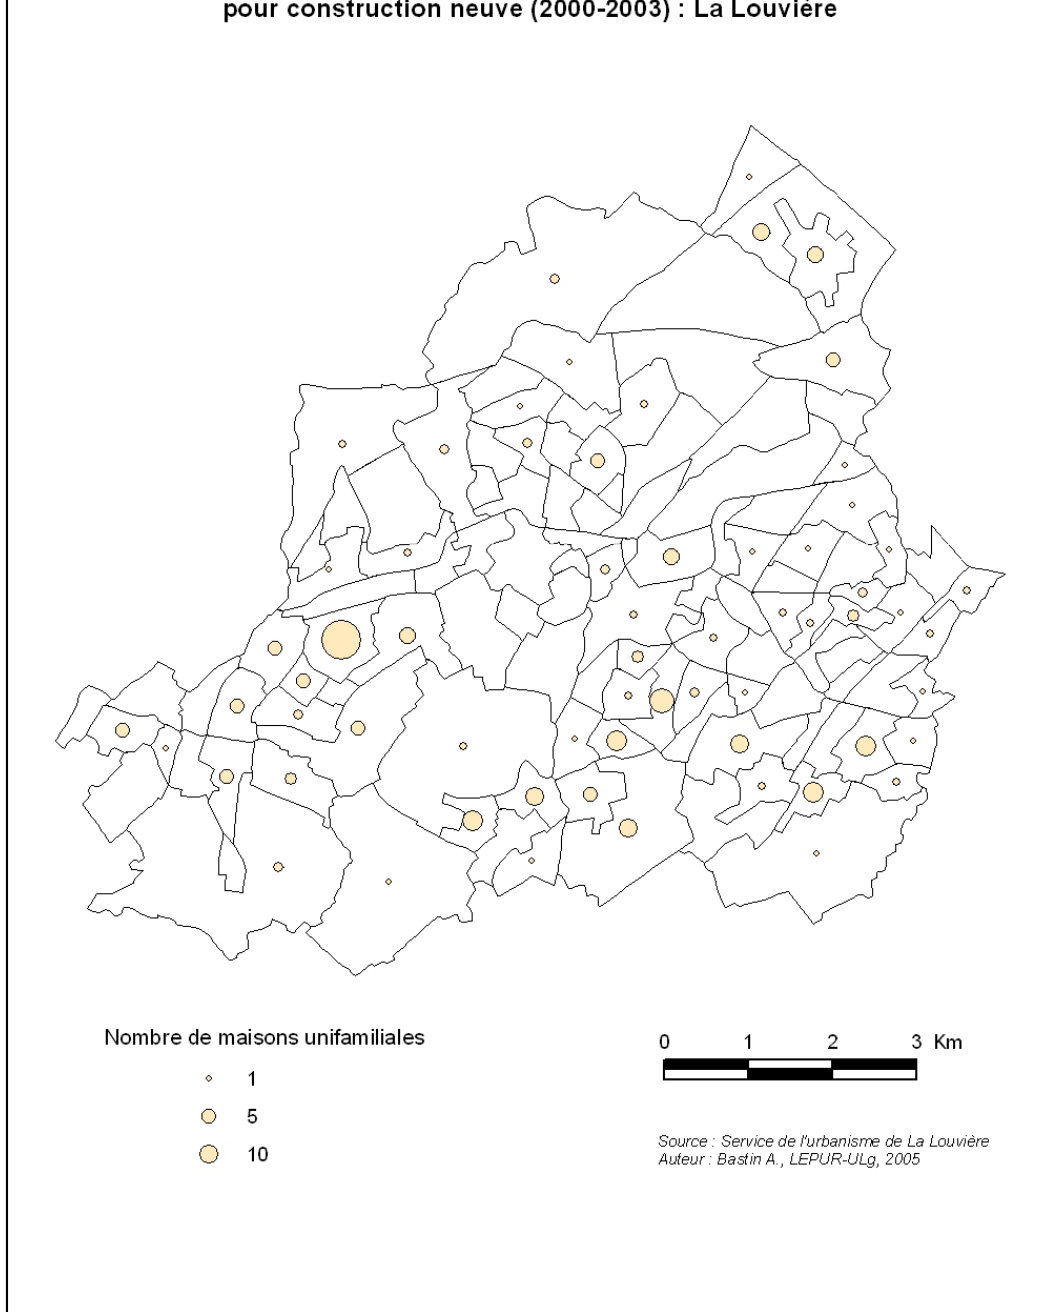 pour construction neuve (2000-2003) : La Louvière
Nombre de maisons unifamiliales
1
5
10
0 1 2 3 Km
Source : Service de l'urbanisme de La Louvière
Auteur : Bastin A., LEPUR-ULg, 2005